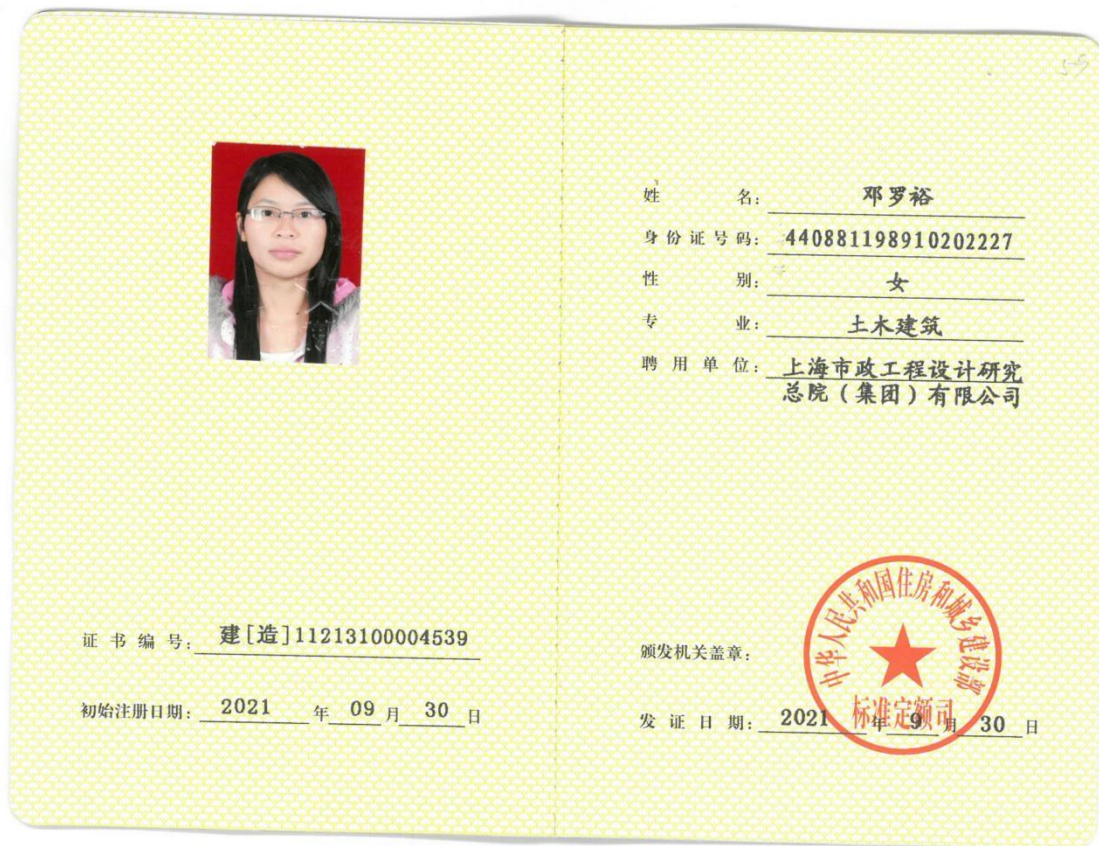 姓名：邓罗裕
身份证号码：440881198910202227
性别：女
专业：土木建筑
聘用单位：上海市政工程设计研究
总院（集团）有限公司
证书编号：建[造]11213100004539
初始注册日期：2021年09月30日
颁发机关盖章：
中华人民共和国住房和城乡建设部
标准定额司
发证日期：2021年9月30日